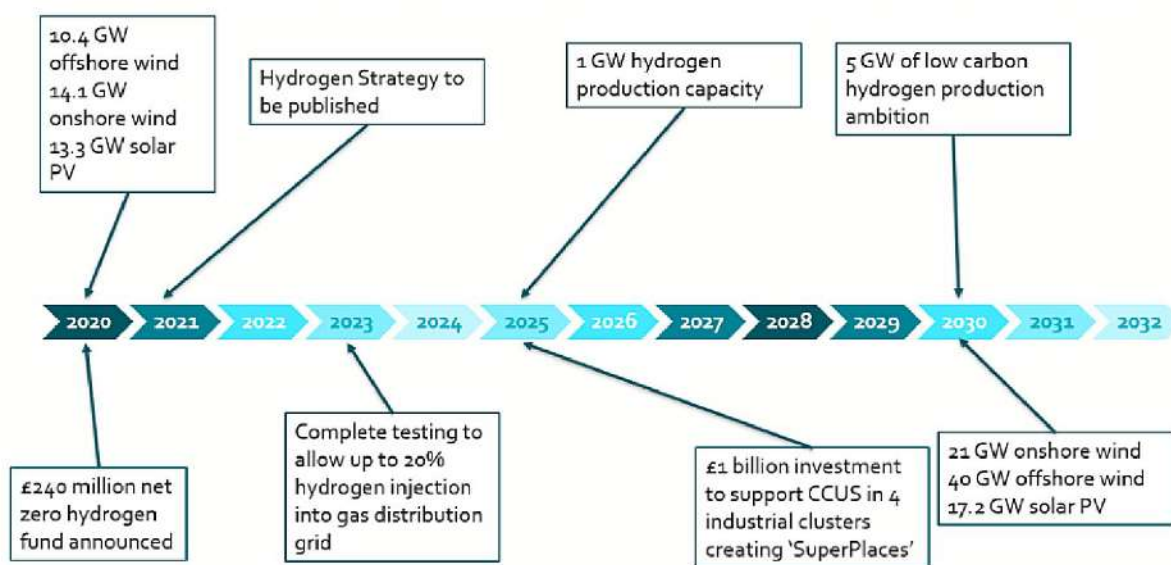 10.4 GW
offshore wind
14.1 GW
onshore wind
13.3 GW solar
PV
Hydrogen Strategy to
be published
1 GW hydrogen
production capacity
5 GW of low carbon
hydrogen production
ambition
2020
2021
2022
2023
2024
2025
2026
2027
2028
2029
2030
2031
2032
£240 million net
zero hydrogen
fund announced
Complete testing to
allow up to 20%
hydrogen injection
into gas distribution
grid
£1 billion investment
to support CCUS in 4
industrial clusters
creating ‘SuperPlaces’
21 GW onshore wind
40 GW offshore wind
17.2 GW solar PV